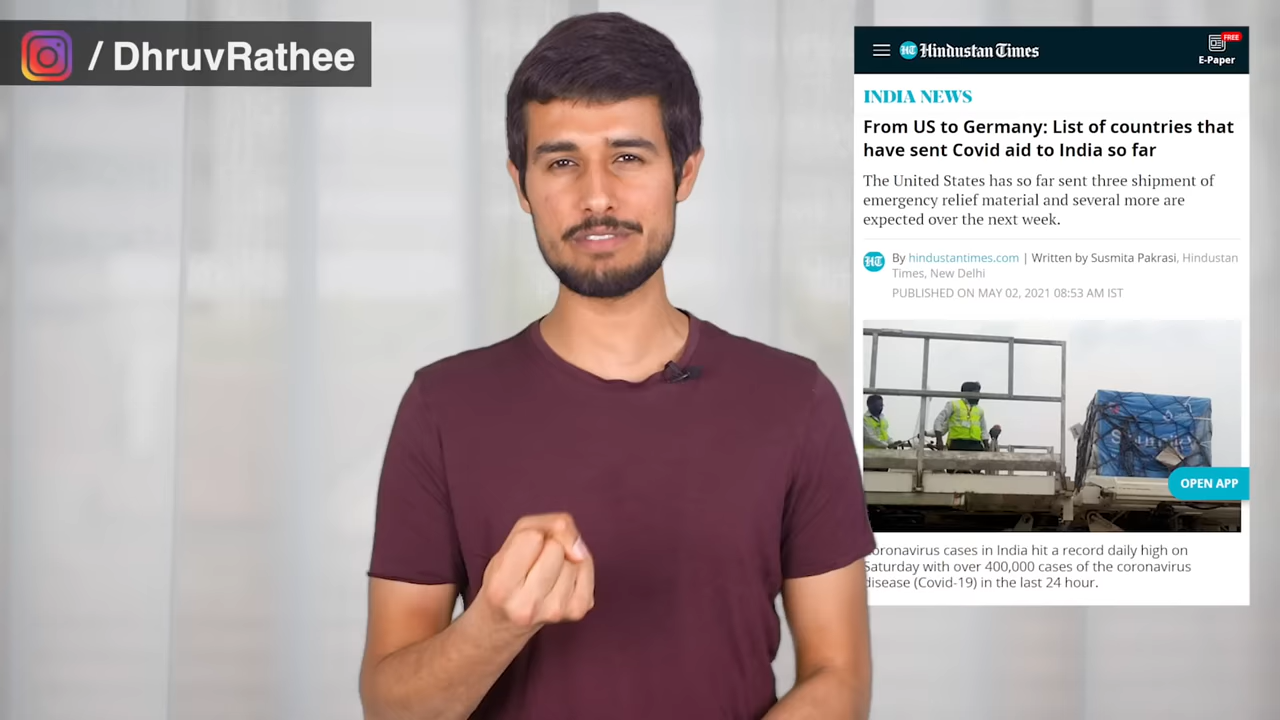 / DhruvRathee
Hindustan Times
FREE
E-Paper
INDIA NEWS
From US to Germany: List of countries that
have sent Covid aid to India so far
The United States has so far sent three shipment of
emergency relief material and several more are
expected over the next week.
HT
By hindustantimes.com | Written by Susmita Pakrasi, Hindustan
Times, New Delhi
PUBLISHED ON MAY 02, 2021 08:53 AM IST
OPEN APP
oronavirus cases in India hit a record daily high on
Saturday with over 400,000 cases of the coronavirus
disease (Covid-19) in the last 24 hour.